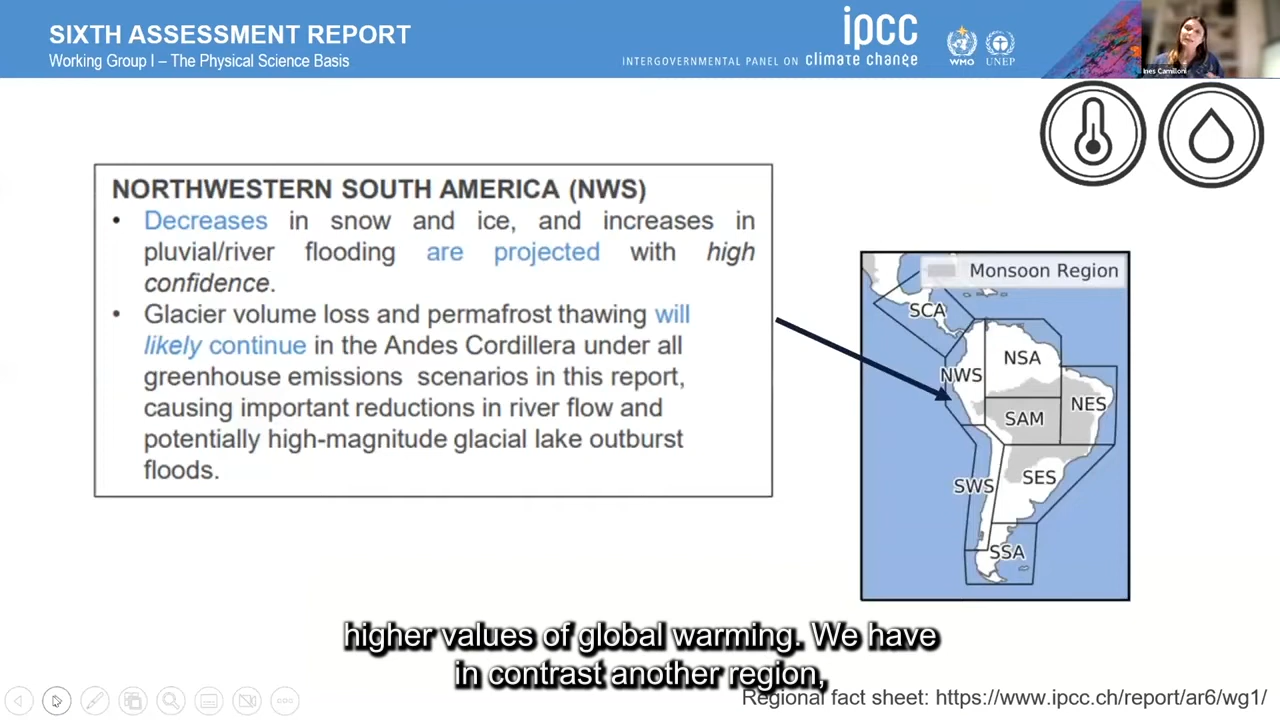 SIXTH ASSESSMENT REPORT
Working Group I – The Physical Science Basis
INTERGOVERNMENTAL PANEL ON climate change
ipcc
WMO
UNEP
Ines Camilloni
NORTHWESTERN SOUTH AMERICA (NWS)
• Decreases in snow and ice, and increases in
pluvial/river flooding are projected with high
confidence.
• Glacier volume loss and permafrost thawing will
likely continue in the Andes Cordillera under all
greenhouse emissions scenarios in this report,
causing important reductions in river flow and
potentially high-magnitude glacial lake outburst
floods.
Monsoon Region
SCA
NWS
NSA
NES
SAM
SWS
SES
SSA
higher values of global warming. We have
in contrast another region,
Regional fact sheet: https://www.ipcc.ch/report/ar6/wg1/